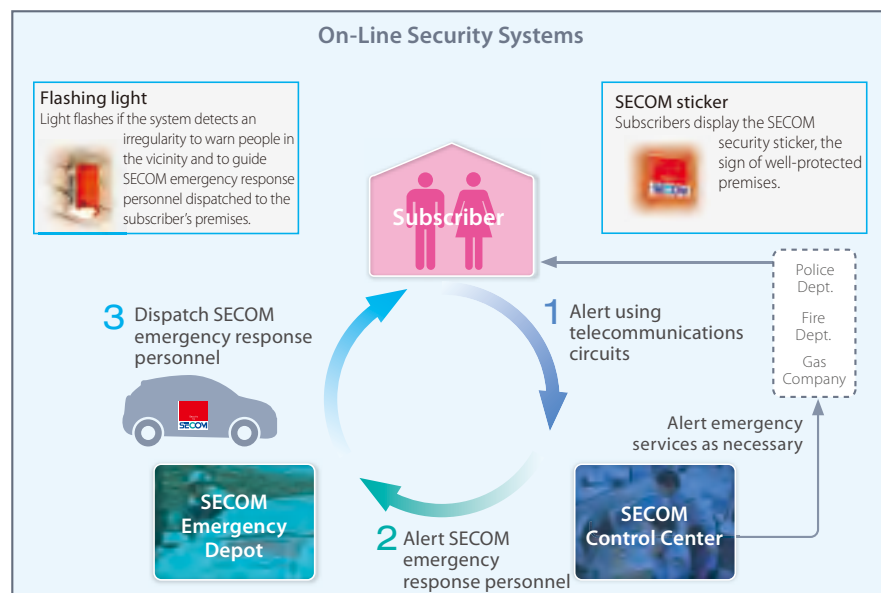 On-Line Security Systems
Flashing light
Light flashes if the system detects an
irregularity to warn people in
the vicinity and to guide
SECOM emergency response
personnel dispatched to the
subscriber's premises.
SECOM sticker
Subscribers display the SECOM
security sticker, the
sign of well-protected
premises.
SECOM
Subscriber
Police
Dept.
Fire
Dept.
Gas
Company
1 Alert using
telecommunications
circuits
3 Dispatch SECOM
emergency response
personnel
SECOM
Alert emergency
services as necessary
SECOM
Emergency
Depot
2 Alert SECOM
emergency
response personnel
SECOM
Control Center